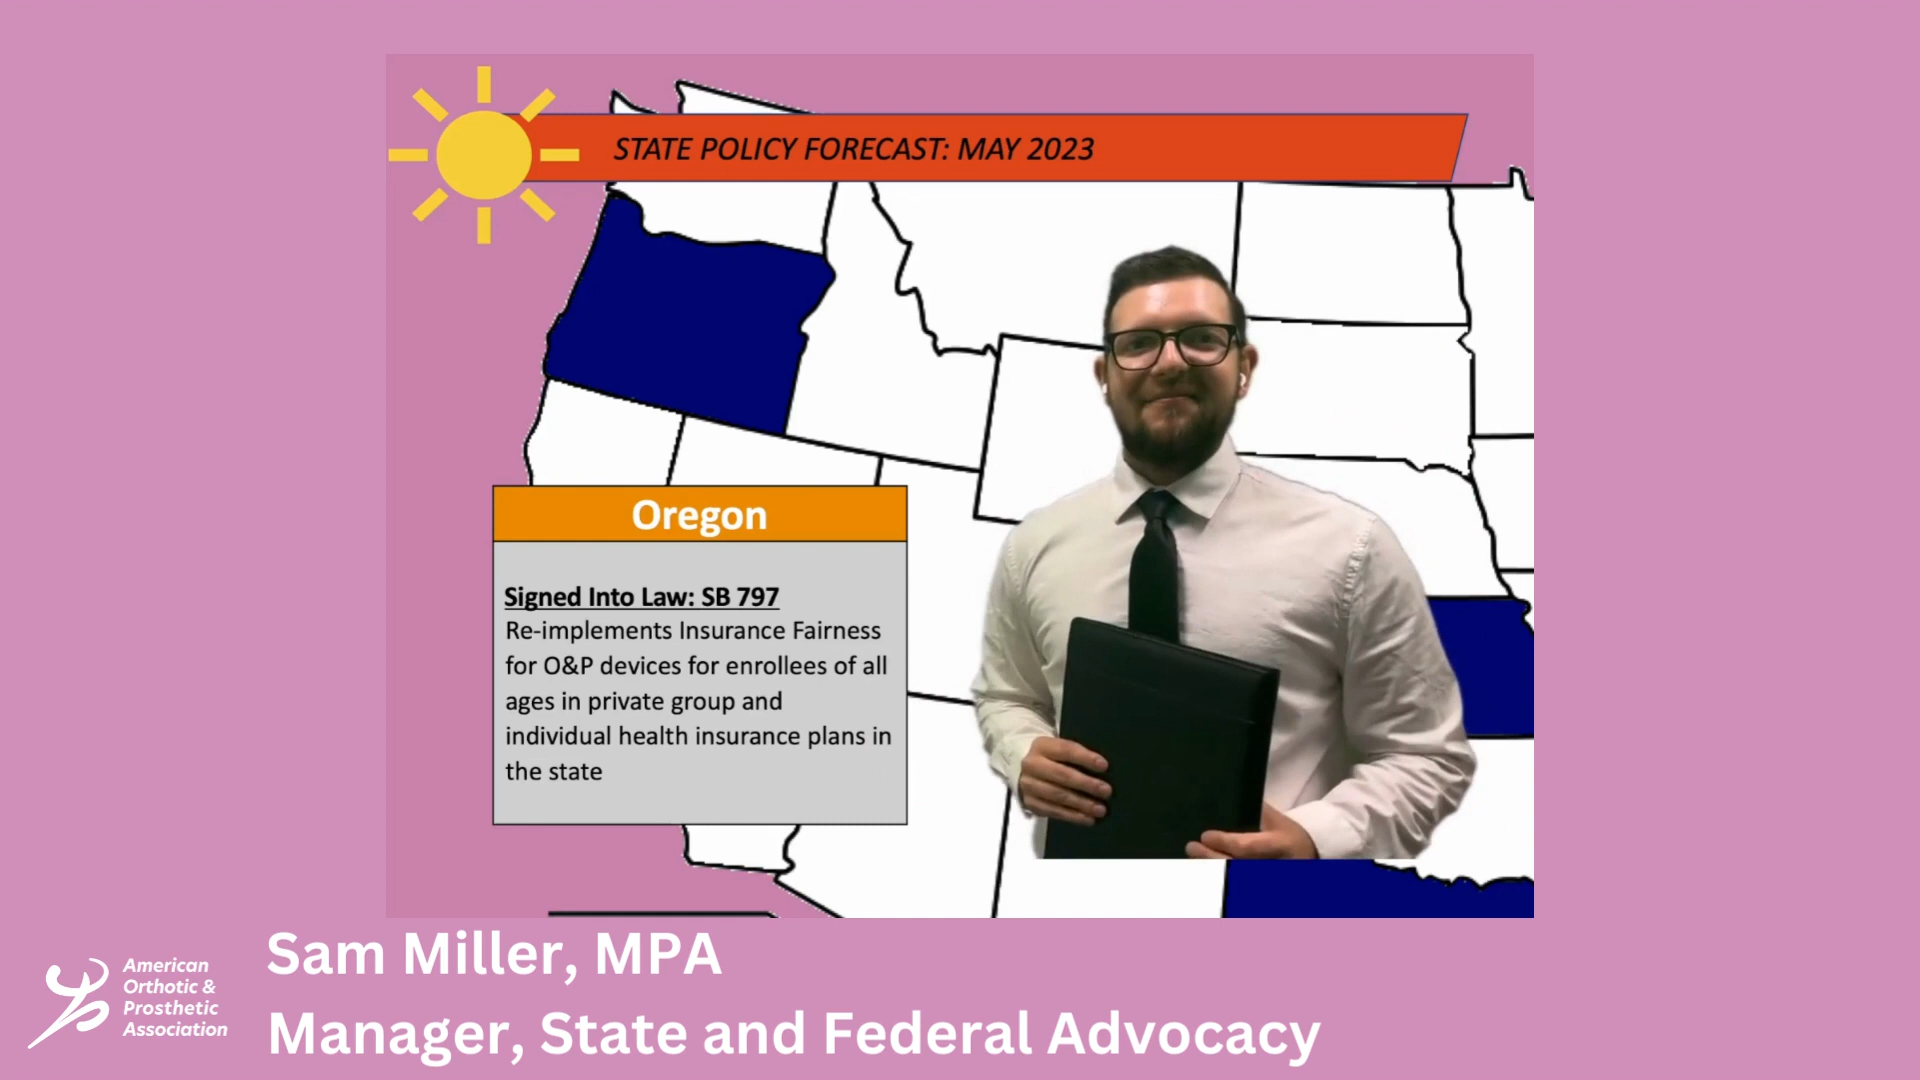 STATE POLICY FORECAST: MAY 2023
Oregon
Signed Into Law: SB 797
Re-implements Insurance Fairness
for O&P devices for enrollees of all
ages in private group and
individual health insurance plans in
the state
American
Orthotic &
Prosthetic
Association
Sam Miller, MPA
Manager, State and Federal Advocacy